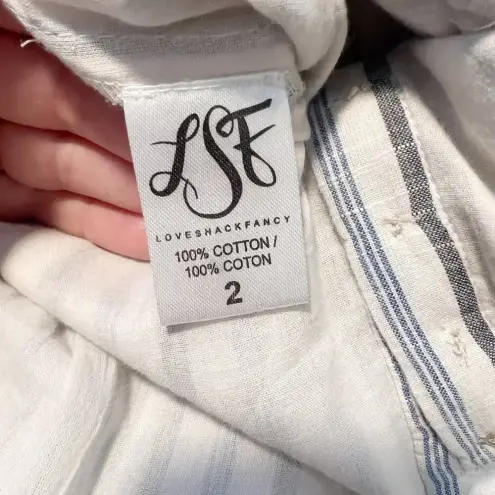 LSF
LOVESHACKFANCY
100% COTTON /
100% COTON
2